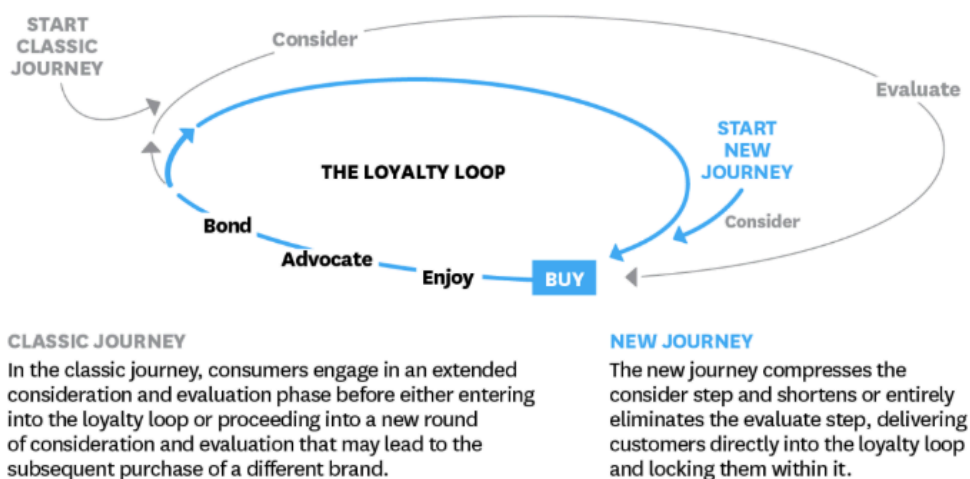 START
CLASSIC
JOURNEY
Consider
Evaluate
START
NEW
JOURNEY
THE LOYALTY LOOP
Consider
Bond
Advocate
Enjoy
BUY
CLASSIC JOURNEY
In the classic journey, consumers engage in an extended
consideration and evaluation phase before either entering
into the loyalty loop or proceeding into a new round
of consideration and evaluation that may lead to the
subsequent purchase of a different brand.
NEW JOURNEY
The new journey compresses the
consider step and shortens or entirely
eliminates the evaluate step, delivering
customers directly into the loyalty loop
and locking them within it.